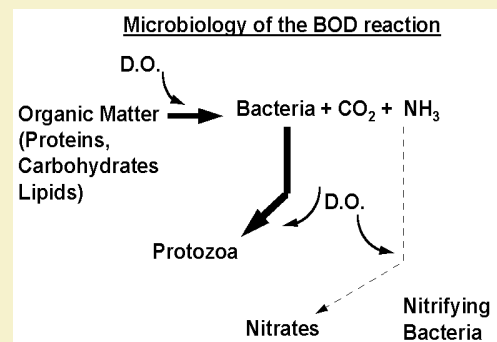 Microbiology of the BOD reaction
D.O.
Organic Matter
(Proteins,
Carbohydrates
Lipids)
Bacteria + CO₂ + NH₃
D.O.
Protozoa
Nitrates
Nitrifying
Bacteria